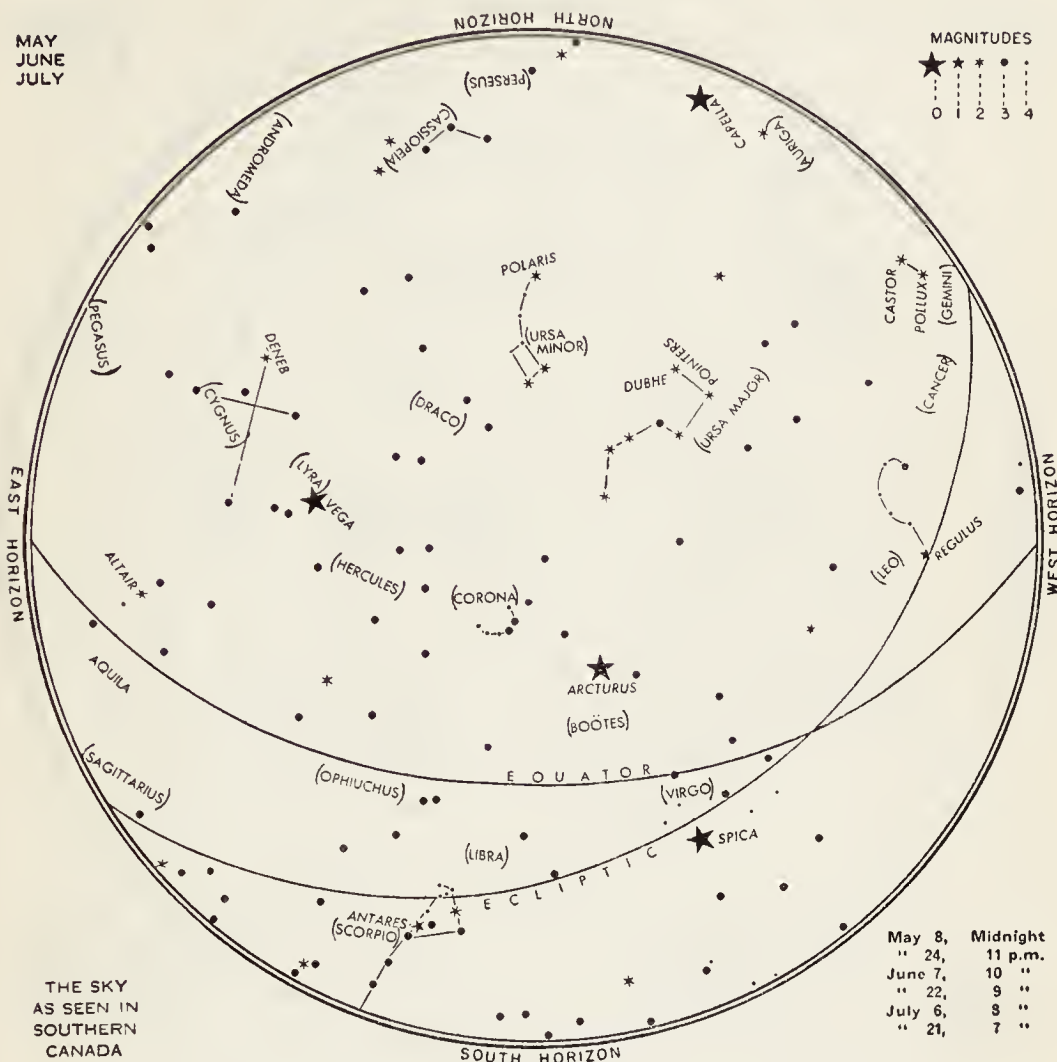 MAY
JUNE
JULY
NORTH HORIZON
MAGNITUDES
0 1 2 3 4
(PERSEUS)
(CASSIOPEIA)
CAPELLA
(AURIGA)
(ANDROMEDA)
POLARIS
CASTOR
POLLUX
(GEMINI)
(PEGASUS)
DENEB
(URSA
MINOR)
POINTERS
DUBHE
(URSA MAJOR)
(CANCER)
(CYGNUS)
(DRACO)
(LYRA)
VEGA
EAST HORIZON
WEST HORIZON
REGULUS
(LEO)
ALTAIR
(HERCULES)
(CORONA)
AQUILA
ARCTURUS
(BOÖTES)
(SAGITTARIUS)
(OPHIUCHUS)
EQUATOR
(VIRGO)
SPICA
(LIBRA)
ECLIPTIC
ANTARES
(SCORPIO)
May 8, Midnight
" 24, 11 p.m.
June 7, 10 "
" 22, 9 "
July 6, 8 "
" 21, 7 "
THE SKY
AS SEEN IN
SOUTHERN
CANADA
SOUTH HORIZON